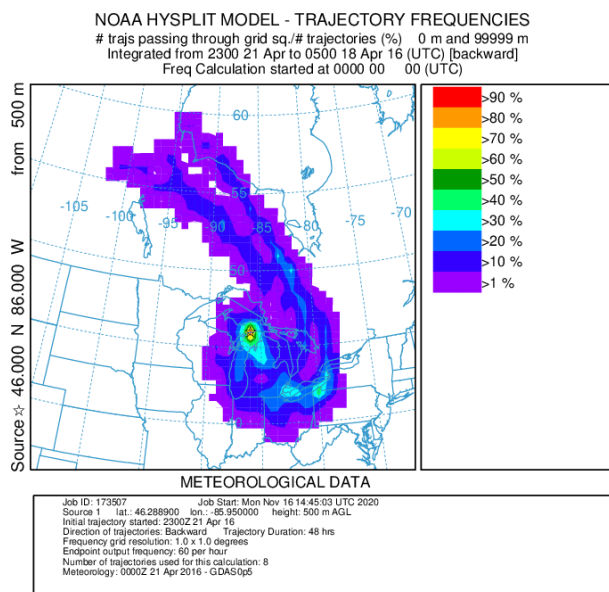 NOAA HYSPLIT MODEL - TRAJECTORY FREQUENCIES
# trajs passing through grid sq./# trajectories (%) 0 m and 99999 m
Integrated from 2300 21 Apr to 0500 18 Apr 16 (UTC) [backward]
Freq Calculation started at 0000 00 00 (UTC)
Source ☆ 46.000 N 86.000 W from 500 m
60
55
50
-105
-100
-95
-90
-85
-80
-75
-70
40
>90 %
>80 %
>70 %
>60 %
>50 %
>40 %
>30 %
>20 %
>10 %
>1 %
METEOROLOGICAL DATA
Job ID: 173507 Job Start: Mon Nov 16 14:45:03 UTC 2020
Source 1 lat.: 46.288900 lon.: -85.950000 height: 500 m AGL
Initial trajectory started: 2300Z 21 Apr 16
Direction of trajectories: Backward Trajectory Duration: 48 hrs
Frequency grid resolution: 1.0 x 1.0 degrees
Endpoint output frequency: 60 per hour
Number of trajectories used for this calculation: 8
Meteorology: 0000Z 21 Apr 2016 - GDAS0p5